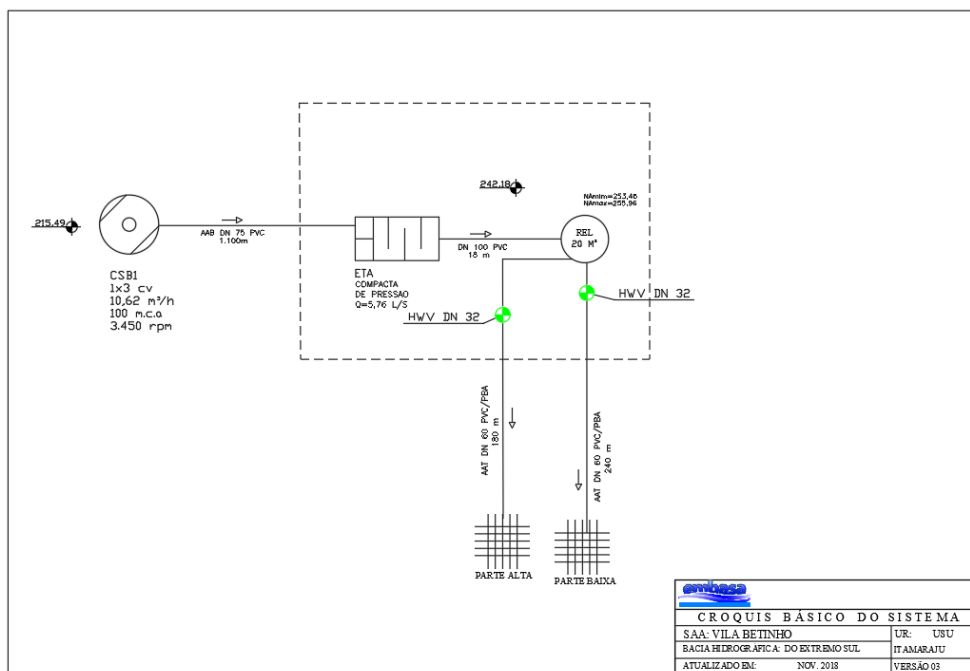 215,49
CSB1
1x3 cv
10,62 m³/h
100 m.c.a
3.450 rpm
AAB DN 75 PVC
1.100m
ETA
COMPACTA
DE PRESSAO
Q=5,76 L/S
242,18
DN 100 PVC
18 m
NAmin=253,46
NAmax=255,96
REL
20 M³
HWV DN 32
HWV DN 32
AAT DN 60 PVC/PBA
180 m
AAT DN 60 PVC/PBA
240 m
PARTE ALTA
PARTE BAIXA
embasa
CROQUIS BÁSICO DO SISTEMA
SAA: VILA BETINHO
UR: USU
BACIA HIDROGRÁFICA: DO EXTREMO SUL
ITAMARAJU
ATUALIZADO EM: NOV. 2018
VERSÃO 03